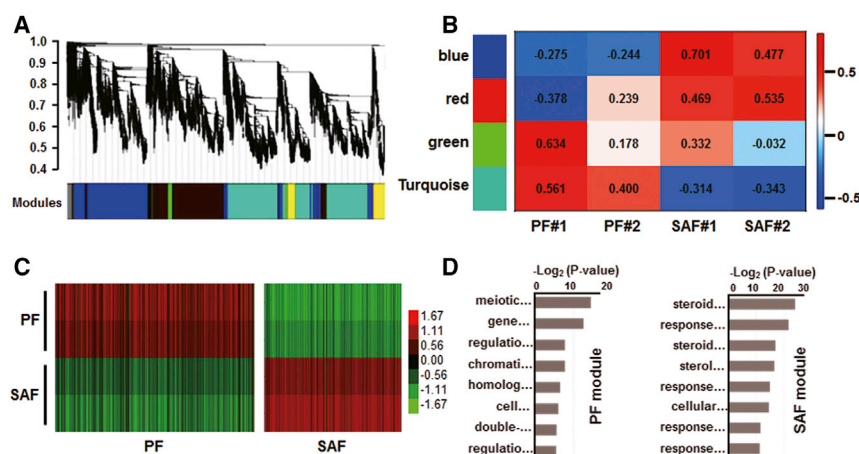 A
1.0
0.9
0.8
0.7
0.6
0.5
0.4
Modules
B
blue
red
green
Turquoise
-0.275 -0.244 0.701 0.477
-0.378 0.239 0.469 0.535
0.634 0.178 0.332 -0.032
0.561 0.400 -0.314 -0.343
PF#1 PF#2 SAF#1 SAF#2
0.5
0
-0.5
C
PF
SAF
PF SAF
1.67
1.11
0.56
0.00
-0.56
-1.11
-1.67
D
-Log2 (P-value)
0 10 20
meiotic...
gene...
regulatio...
chromati...
homolog...
cell...
double-...
regulatio...
PF module
-Log2 (P-value)
0 10 20 30
steroid...
response...
steroid...
sterol...
response...
cellular...
response...
response...
SAF module